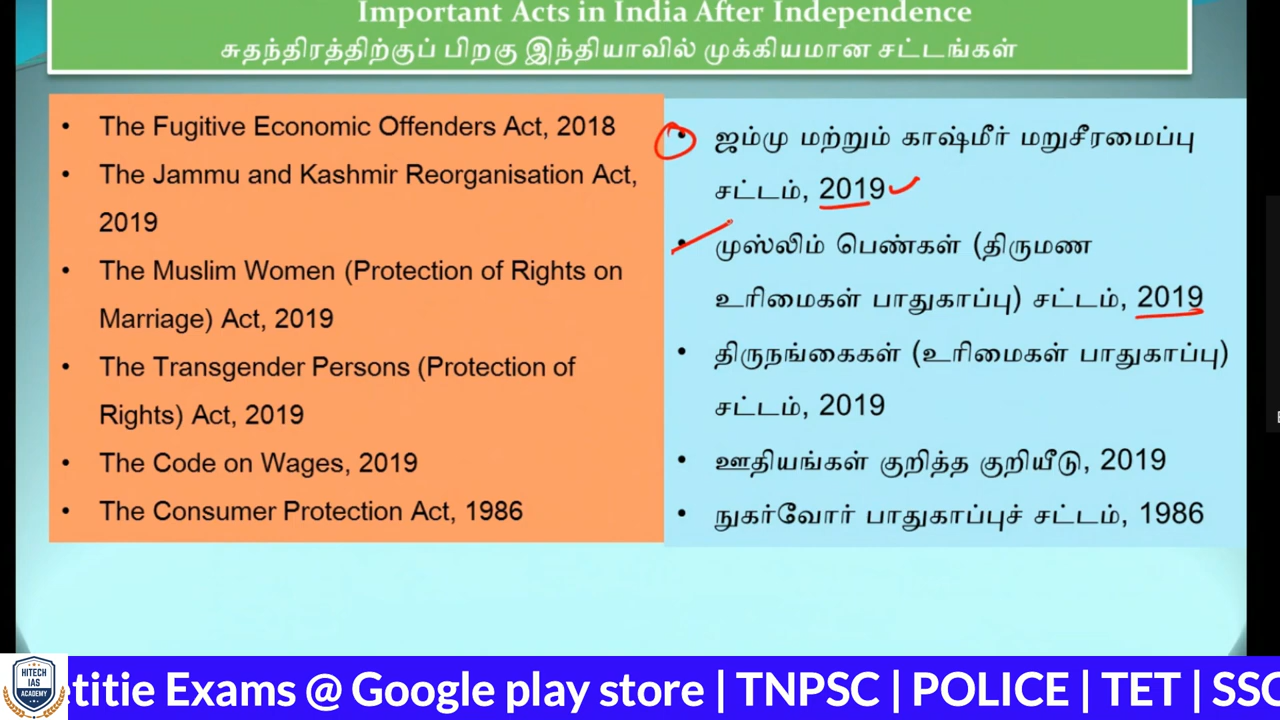 Important Acts in India After Independence
சுதந்திரத்திற்குப் பிறகு இந்தியாவில் முக்கியமான சட்டங்கள்
• The Fugitive Economic Offenders Act, 2018
• The Jammu and Kashmir Reorganisation Act,
2019
• The Muslim Women (Protection of Rights on
Marriage) Act, 2019
• The Transgender Persons (Protection of
Rights) Act, 2019
• The Code on Wages, 2019
• The Consumer Protection Act, 1986
• ஜம்மு மற்றும் காஷ்மீர் மறுசீரமைப்பு
சட்டம், 2019
• முஸ்லிம் பெண்கள் (திருமண
உரிமைகள் பாதுகாப்பு) சட்டம், 2019
• திருநங்கைகள் (உரிமைகள் பாதுகாப்பு)
சட்டம், 2019
• ஊதியங்கள் குறித்த குறியீடு, 2019
• நுகர்வோர் பாதுகாப்புச் சட்டம், 1986
HITECH
IAS
ACADEMY
titie Exams @ Google play store | TNPSC | POLICE | TET | SSC